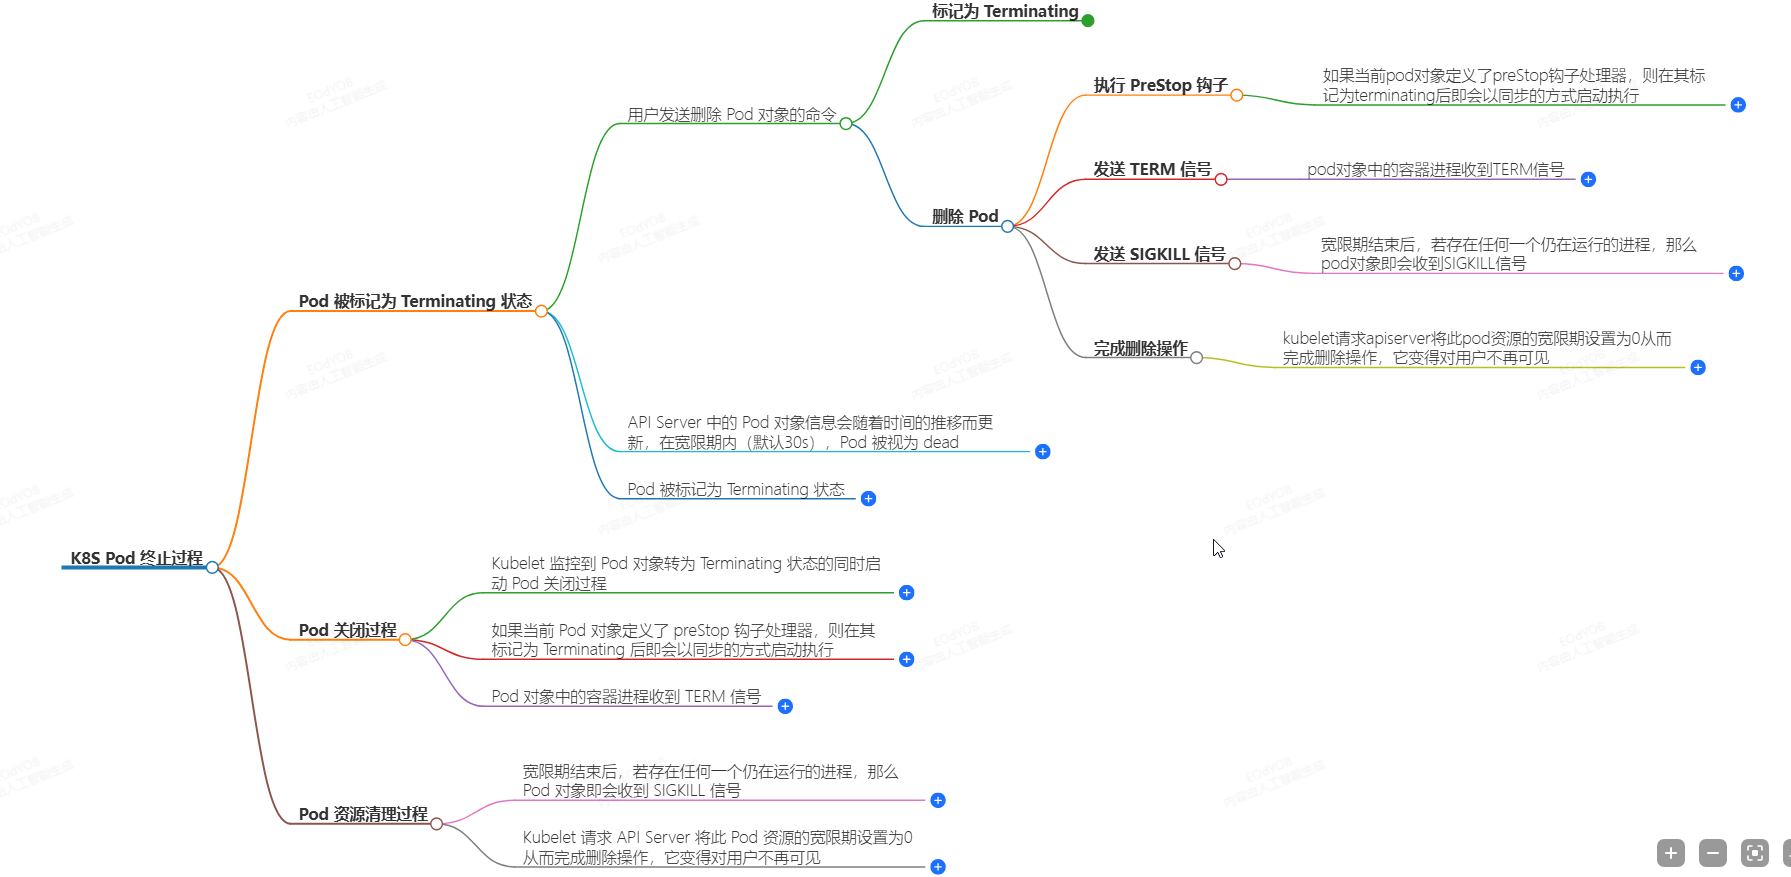 标记为 Terminating
执行 PreStop 钩子
如果当前pod对象定义了preStop钩子处理器，则在其标
记为terminating后即会以同步的方式启动执行
用户发送删除 Pod 对象的命令
发送 TERM 信号
pod对象中的容器进程收到TERM信号
删除 Pod
发送 SIGKILL 信号
宽限期结束后，若存在任何一个仍在运行的进程，那么
pod对象即会收到SIGKILL信号
Pod 被标记为 Terminating 状态
完成删除操作
kubelet请求apiserver将此pod资源的宽限期设置为0从而
完成删除操作，它变得对用户不再可见
API Server 中的 Pod 对象信息会随着时间的推移而更
新，在宽限期内（默认30s），Pod 被视为 dead
Pod 被标记为 Terminating 状态
K8S Pod 终止过程
Kubelet 监控到 Pod 对象转为 Terminating 状态的同时启
动 Pod 关闭过程
Pod 关闭过程
如果当前 Pod 对象定义了 preStop 钩子处理器，则在其
标记为 Terminating 后即会以同步的方式启动执行
Pod 对象中的容器进程收到 TERM 信号
宽限期结束后，若存在任何一个仍在运行的进程，那么
Pod 对象即会收到 SIGKILL 信号
Pod 资源清理过程
Kubelet 请求 API Server 将此 Pod 资源的宽限期设置为0
从而完成删除操作，它变得对用户不再可见